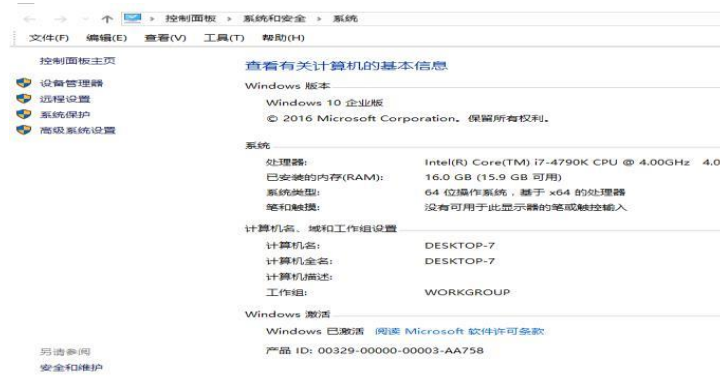 控制面板 › 系统和安全 › 系统
文件(F) 编辑(E) 查看(V) 工具(T) 帮助(H)
控制面板主页
设备管理器
远程设置
系统保护
高级系统设置
查看有关计算机的基本信息
Windows 版本
Windows 10 企业版
© 2016 Microsoft Corporation。保留所有权利。
系统
处理器: Intel(R) Core(TM) i7-4790K CPU @ 4.00GHz 4.0
已安装的内存(RAM): 16.0 GB (15.9 GB 可用)
系统类型: 64 位操作系统，基于 x64 的处理器
笔和触摸: 没有可用于此显示器的笔或触控输入
计算机名、域和工作组设置
计算机名: DESKTOP-7
计算机全名: DESKTOP-7
计算机描述:
工作组: WORKGROUP
Windows 激活
Windows 已激活 阅读 Microsoft 软件许可条款
产品 ID: 00329-00000-00003-AA758
另请参阅
安全和维护